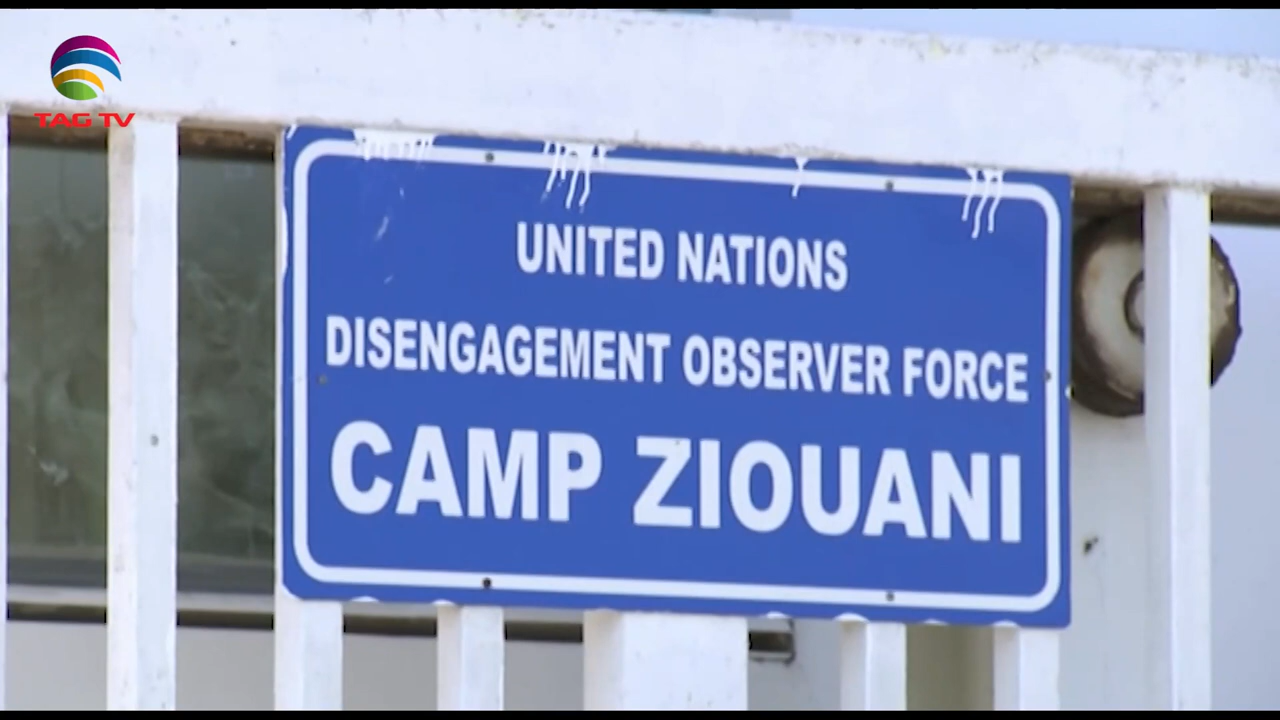 TAG TV
UNITED NATIONS
DISENGAGEMENT OBSERVER FORCE
CAMP ZIOUANI